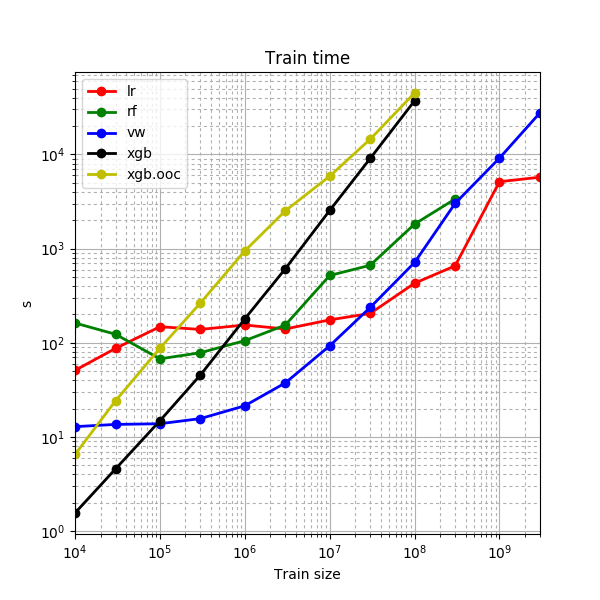 Train time
lr
rf
vw
xgb
xgb.ooc
s
10⁴
10³
10²
10¹
10⁰
10⁴ 10⁵ 10⁶ 10⁷ 10⁸ 10⁹
Train size